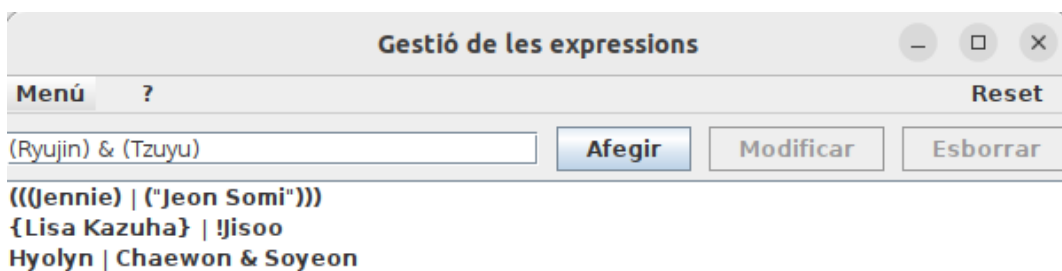 Gestió de les expressions
Menú ? Reset
(Ryujin) & (Tzuyu) Afegir Modificar Esborrar
(((Jennie) | ("Jeon Somi")))
{Lisa Kazuha} | !Jisoo
Hyolyn | Chaewon & Soyeon